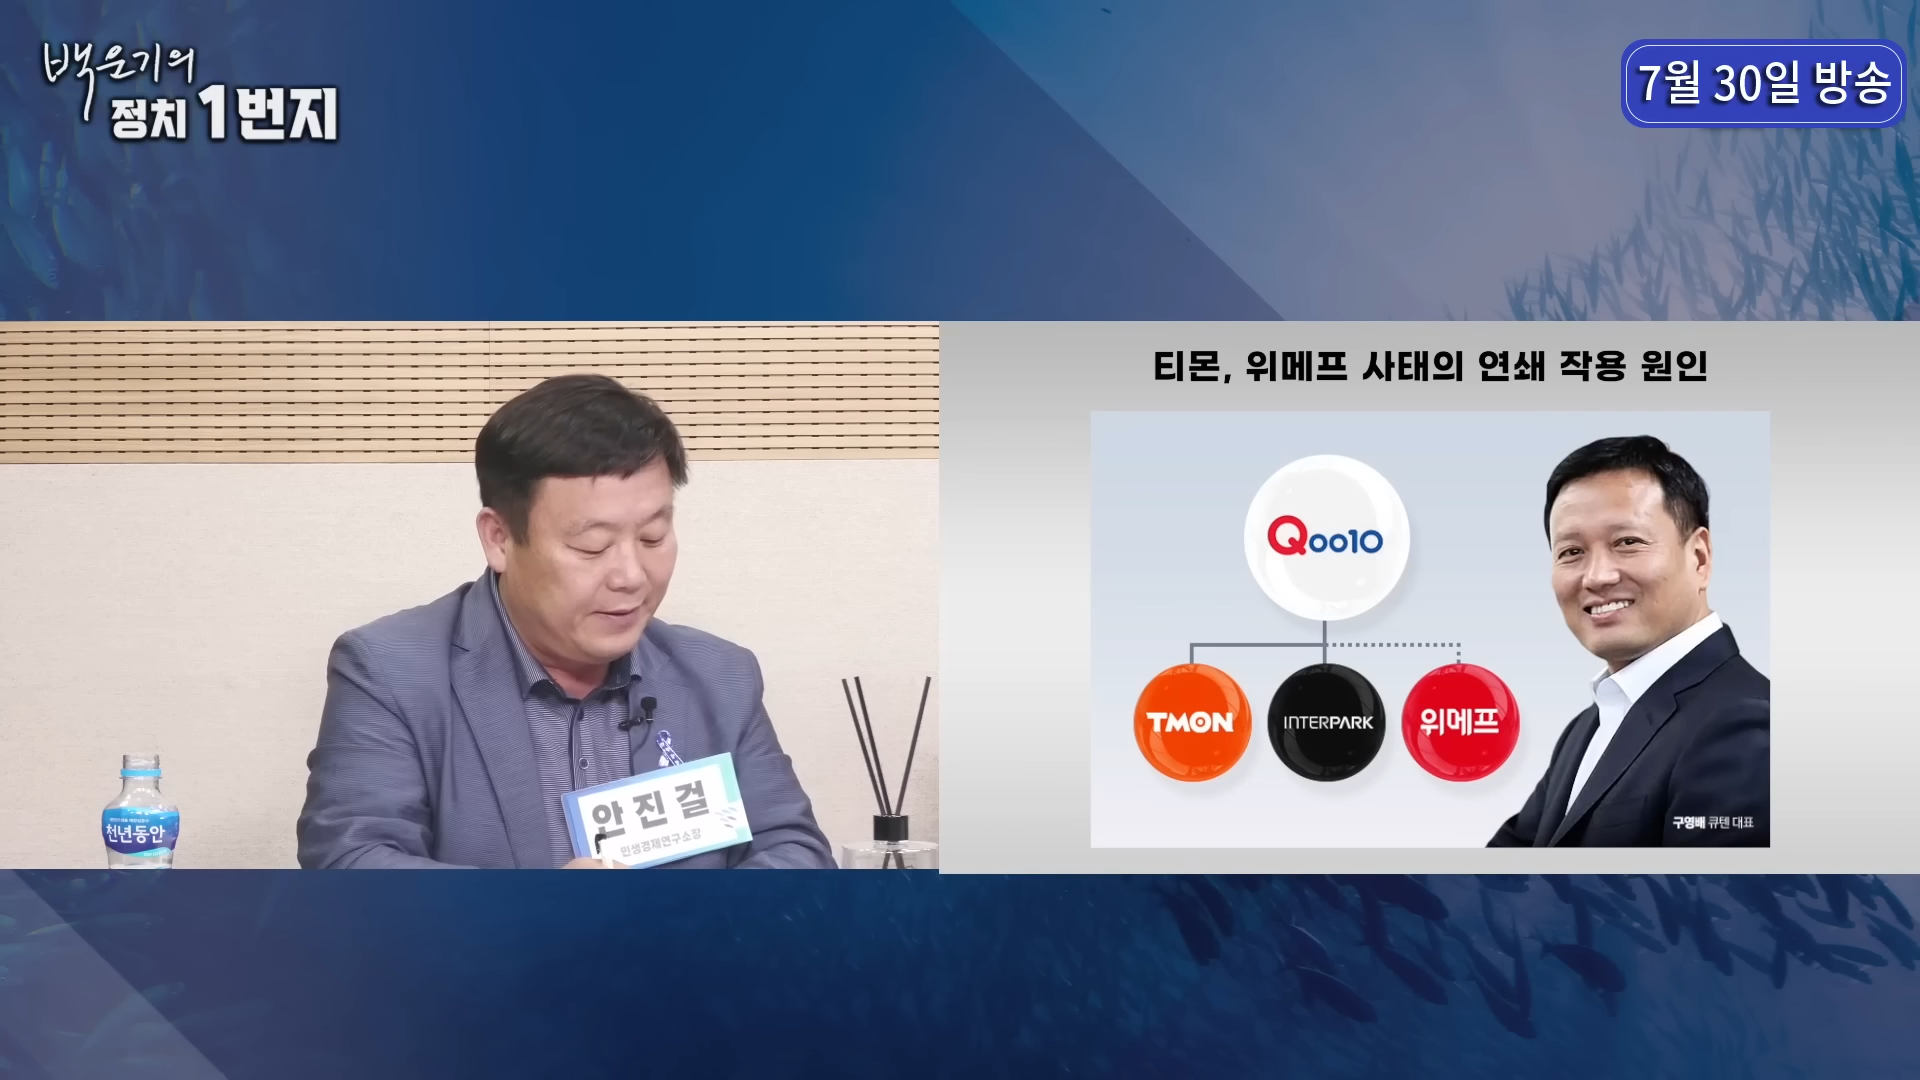 백운기의
정치 1번지
7월 30일 방송
티몬, 위메프 사태의 연쇄 작용 원인
Qoo10
TMON
INTERPARK
위메프
구영배 큐텐 대표
안진걸
민생경제연구소장
천년동안